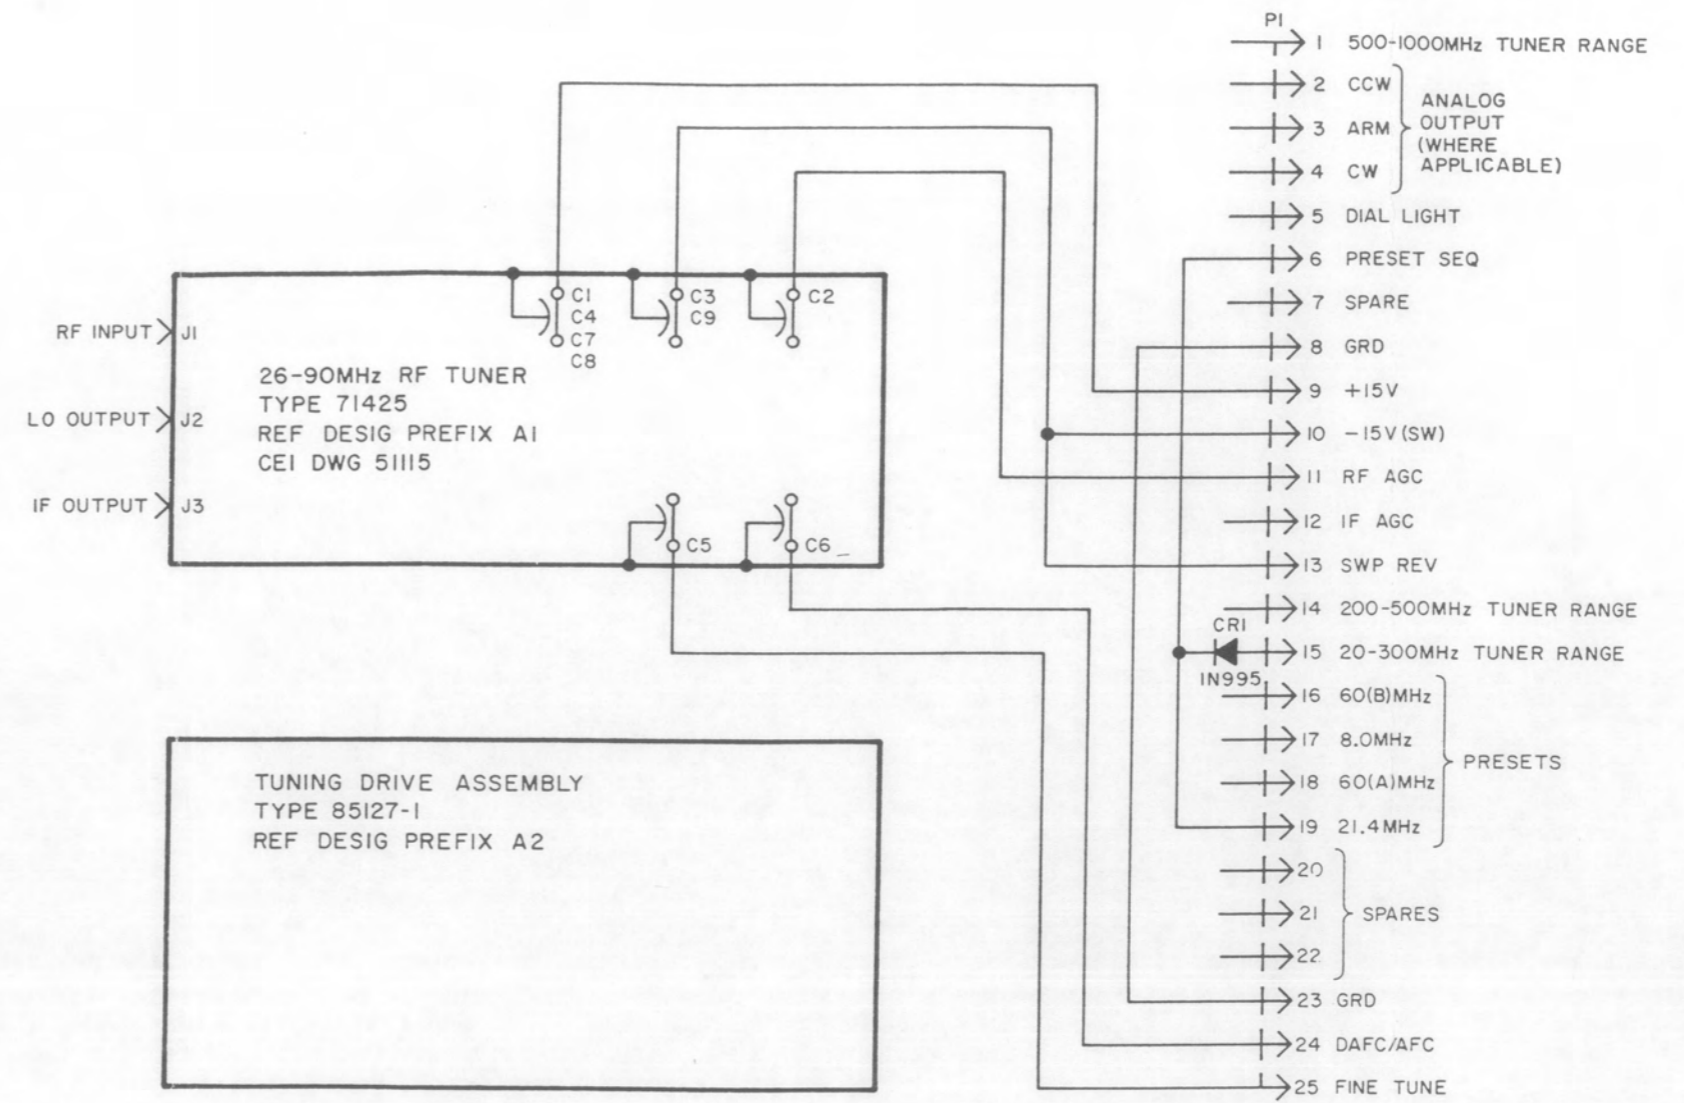 P1
1 500-1000MHz TUNER RANGE
2 CCW
3 ARM
4 CW
ANALOG
OUTPUT
(WHERE
APPLICABLE)
5 DIAL LIGHT
6 PRESET SEQ
7 SPARE
8 GRD
9 +15V
10 -15V(SW)
11 RF AGC
12 IF AGC
13 SWP REV
14 200-500MHz TUNER RANGE
CR1
15 20-300MHz TUNER RANGE
1N995
16 60(B)MHz
17 8.0MHz
18 60(A)MHz
19 21.4MHz
PRESETS
20
21
22
SPARES
23 GRD
24 DAFC/AFC
25 FINE TUNE
C1
C4
C7
C8
C3
C9
C2
RF INPUT J1
LO OUTPUT J2
IF OUTPUT J3
26-90MHz RF TUNER
TYPE 71425
REF DESIG PREFIX A1
CEI DWG 51115
C5
C6
TUNING DRIVE ASSEMBLY
TYPE 85127-1
REF DESIG PREFIX A2